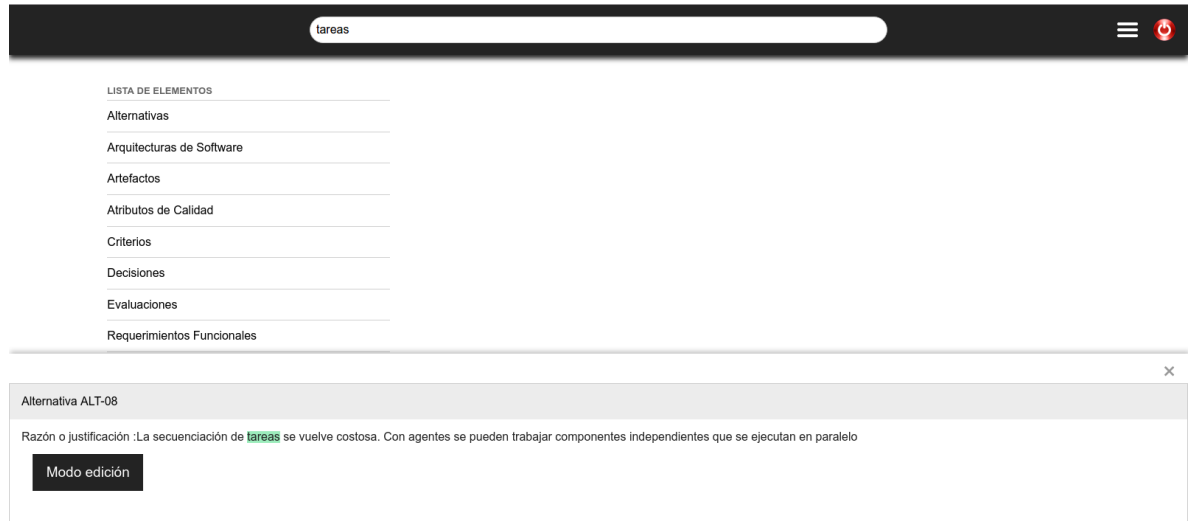 tareas
LISTA DE ELEMENTOS
Alternativas
Arquitecturas de Software
Artefactos
Atributos de Calidad
Criterios
Decisiones
Evaluaciones
Requerimientos Funcionales
Alternativa ALT-08
Razón o justificación :La secuenciación de tareas se vuelve costosa. Con agentes se pueden trabajar componentes independientes que se ejecutan en paralelo
Modo edición